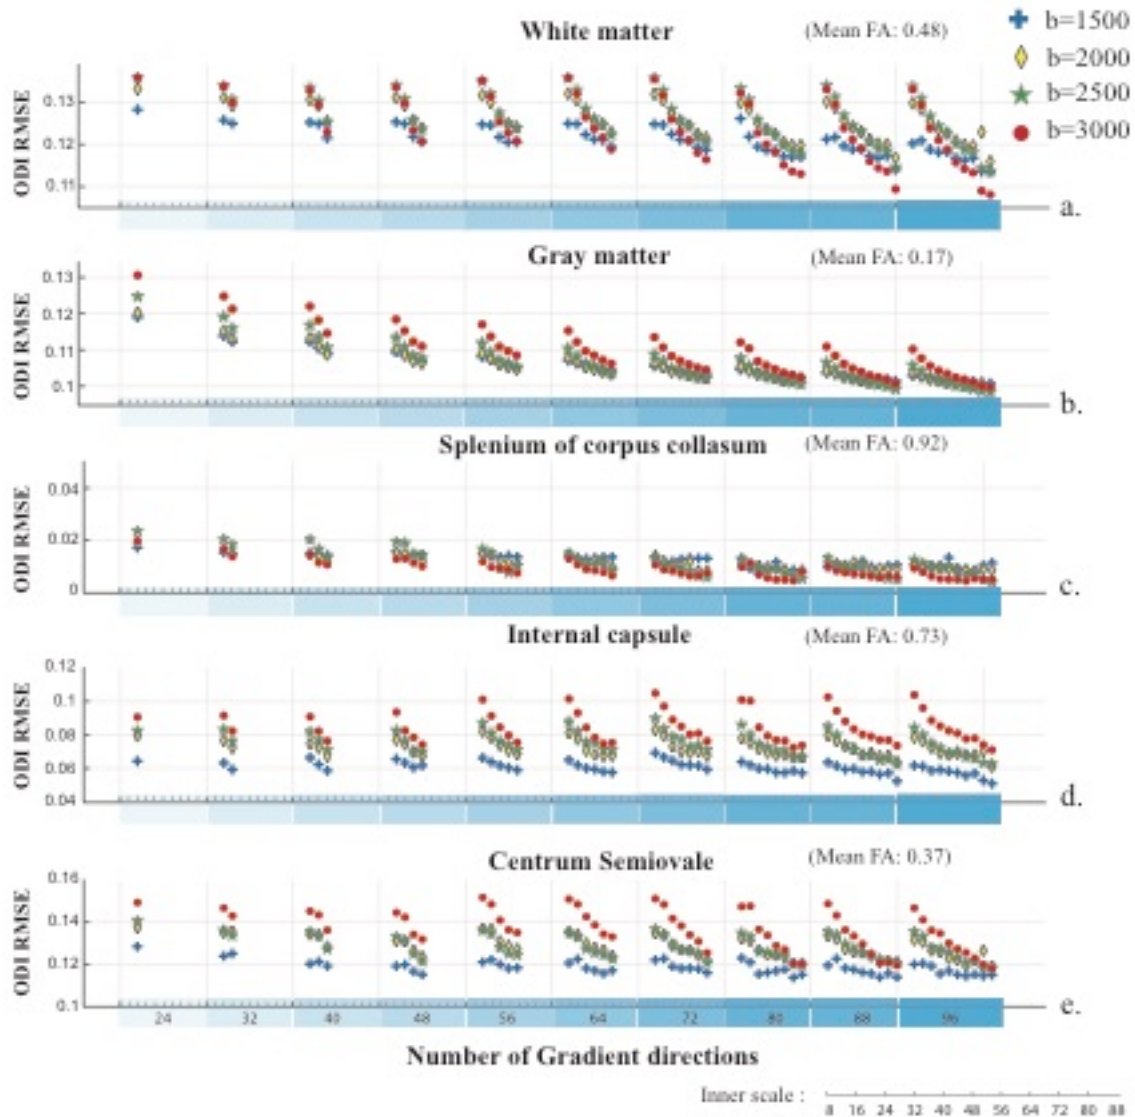 White matter (Mean FA: 0.48)
b=1500
b=2000
b=2500
b=3000
ODI RMSE
0.13
0.12
0.11
a.
Gray matter (Mean FA: 0.17)
ODI RMSE
0.13
0.12
0.11
0.1
b.
Splenium of corpus collasum (Mean FA: 0.92)
ODI RMSE
0.04
0.02
0
c.
Internal capsule (Mean FA: 0.73)
ODI RMSE
0.12
0.1
0.08
0.06
0.04
d.
Centrum Semiovale (Mean FA: 0.37)
ODI RMSE
0.16
0.14
0.12
0.1
e.
24 32 40 48 56 64 72 80 88 96
Number of Gradient directions
Inner scale :
8 16 24 32 40 48 56 64 72 80 88